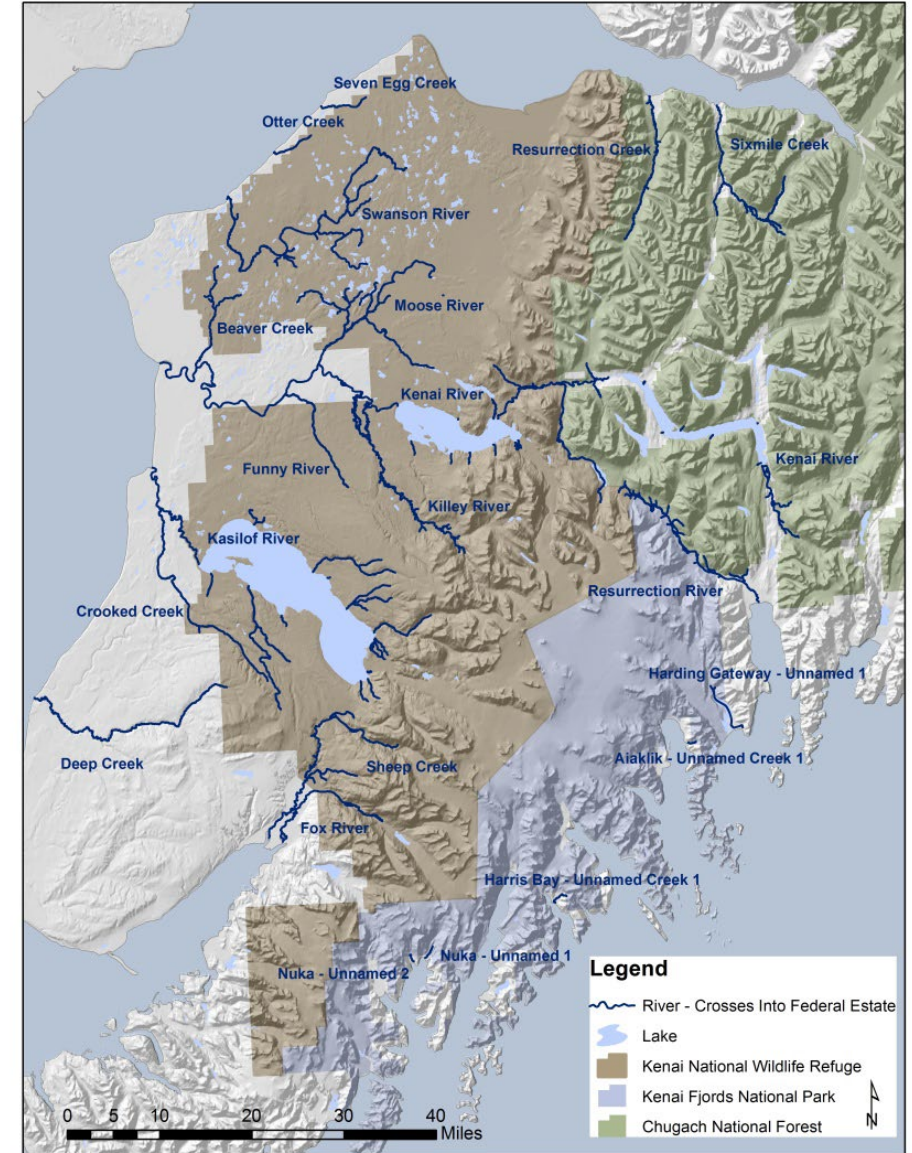 Seven Egg Creek
Otter Creek
Resurrection Creek
Sixmile Creek
Swanson River
Moose River
Beaver Creek
Kenai River
Funny River
Kenai River
Killey River
Kasilof River
Resurrection River
Crooked Creek
Harding Gateway - Unnamed 1
Aiaklik - Unnamed Creek 1
Deep Creek
Sheep Creek
Fox River
Harris Bay - Unnamed Creek 1
Nuka - Unnamed 1
Nuka - Unnamed 2
Legend
River - Crosses Into Federal Estate
Lake
Kenai National Wildlife Refuge
Kenai Fjords National Park
Chugach National Forest
N
0 5 10 20 30 40
Miles